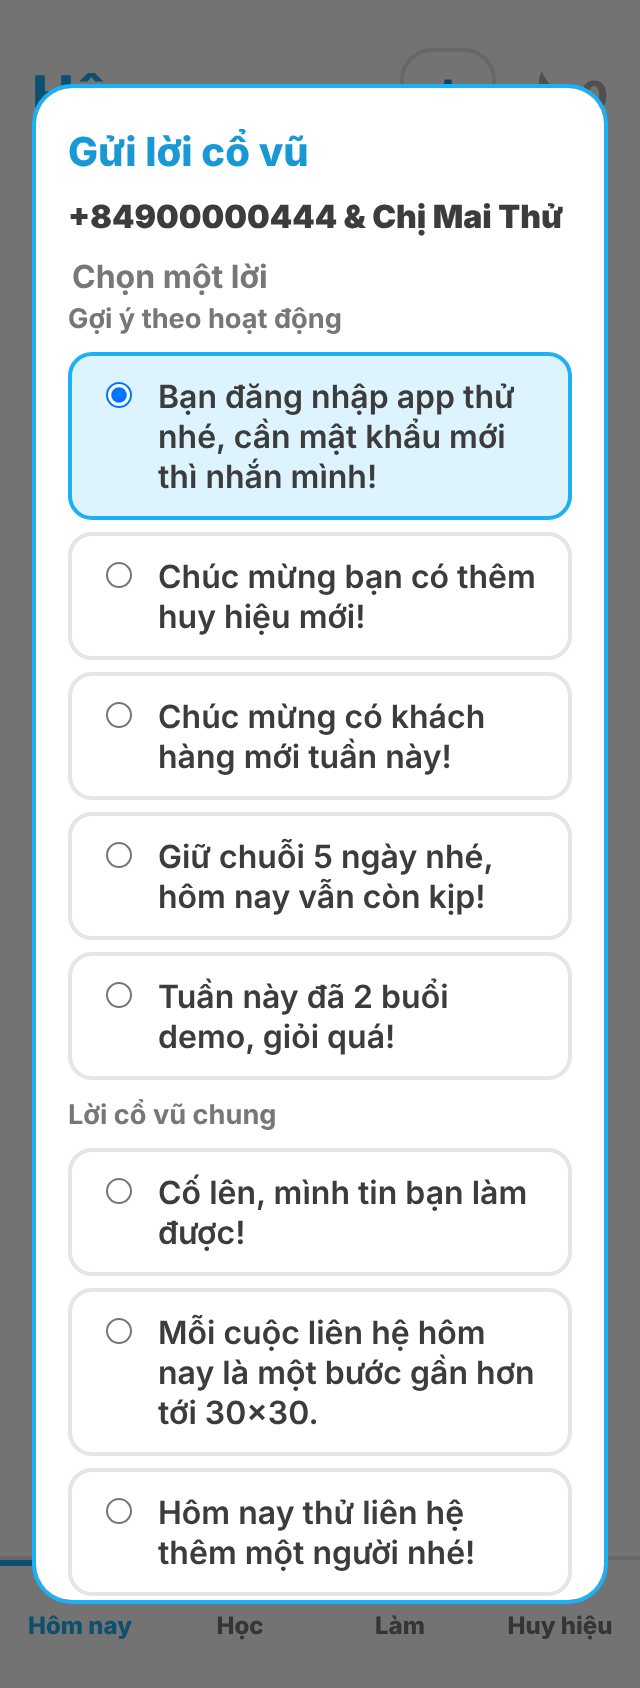 Gửi lời cổ vũ
+84900000444 & Chị Mai Thử
Chọn một lời
Gợi ý theo hoạt động
Bạn đăng nhập app thử
nhé, cần mật khẩu mới
thì nhắn mình!
Chúc mừng bạn có thêm
huy hiệu mới!
Chúc mừng có khách
hàng mới tuần này!
Giữ chuỗi 5 ngày nhé,
hôm nay vẫn còn kịp!
Tuần này đã 2 buổi
demo, giỏi quá!
Lời cổ vũ chung
Cố lên, mình tin bạn làm
được!
Mỗi cuộc liên hệ hôm
nay là một bước gần hơn
tới 30×30.
Hôm nay thử liên hệ
thêm một người nhé!
Hôm nay
Học
Làm
Huy hiệu